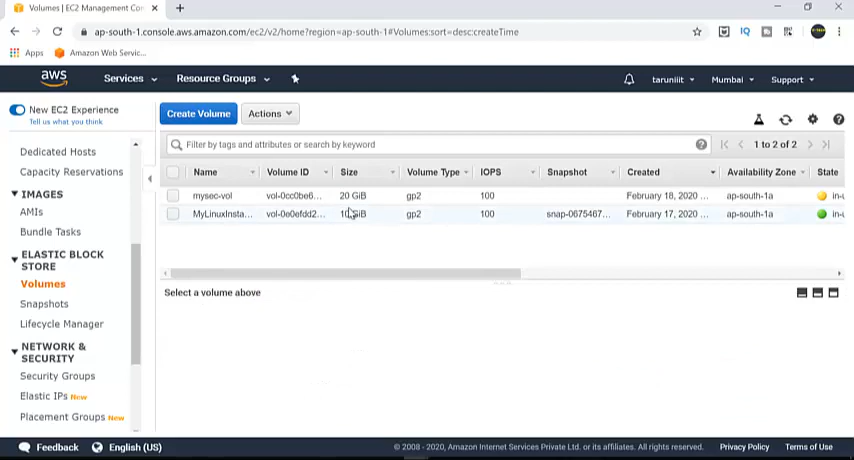 Volumes | EC2 Management Con
ap-south-1.console.aws.amazon.com/ec2/v2/home?region=ap-south-1#Volumes:sort=desc:createTime
IQ
Apps Amazon Web Servic...
aws Services Resource Groups taruniiit Mumbai Support
New EC2 Experience
Tell us what you think
Dedicated Hosts
Capacity Reservations
IMAGES
AMIs
Bundle Tasks
ELASTIC BLOCK
STORE
Volumes
Snapshots
Lifecycle Manager
NETWORK &
SECURITY
Security Groups
Elastic IPs New
Placement Groups New
Create Volume Actions
Filter by tags and attributes or search by keyword
1 to 2 of 2
Name Volume ID Size Volume Type IOPS Snapshot Created Availability Zone State
mysec-vol vol-0cc0be6... 20 GiB gp2 100 February 18, 2020 ... ap-south-1a in-u
MyLinuxInsta... vol-0e0efdd2... 10 GiB gp2 100 snap-0675467... February 17, 2020 ... ap-south-1a in-u
Select a volume above
Feedback English (US) © 2008 - 2020, Amazon Internet Services Private Ltd. or its affiliates. All rights reserved. Privacy Policy Terms of Use